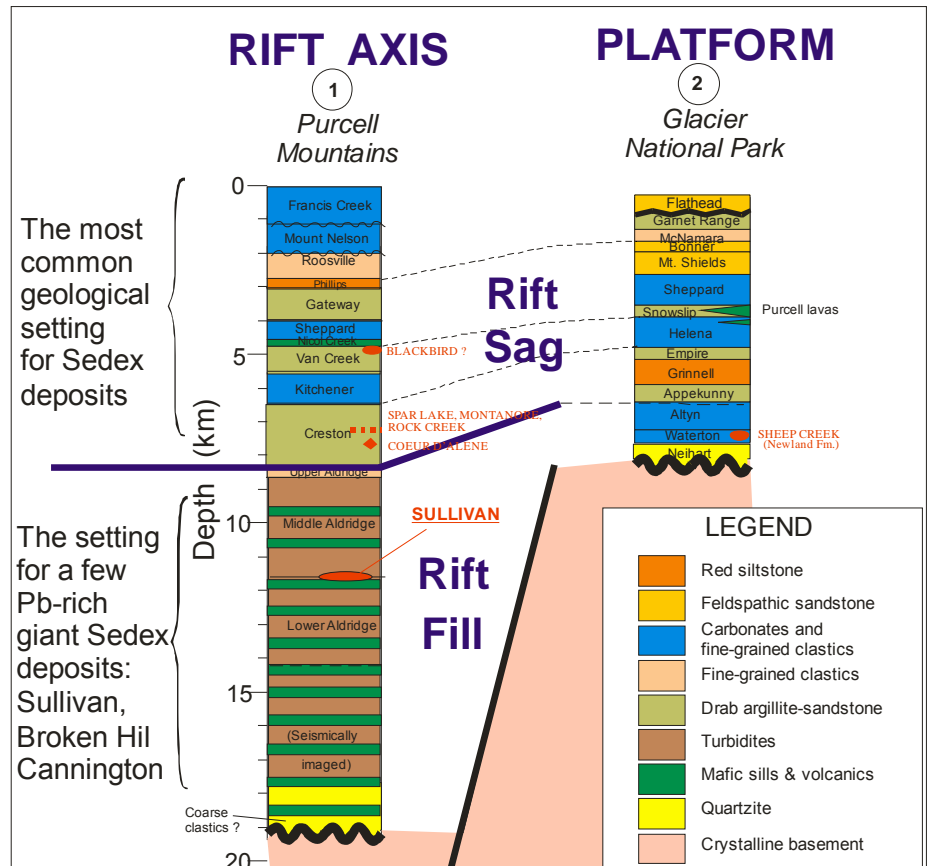 RIFT AXIS
1
Purcell
Mountains
PLATFORM
2
Glacier
National Park
The most
common
geological
setting
for Sedex
deposits
The setting
for a few
Pb-rich
giant Sedex
deposits:
Sullivan,
Broken Hil
Cannington
Depth (km)
0
5
10
15
20
Francis Creek
Mount Nelson
Roosville
Phillips
Gateway
Sheppard
Nicol Creek
Van Creek
Kitchener
Creston
Upper Aldridge
Middle Aldridge
Lower Aldridge
(Seismically
imaged)
Coarse
clastics ?
BLACKBIRD ?
SPAR LAKE, MONTANORE,
ROCK CREEK
COEUR D'ALENE
SULLIVAN
Rift
Sag
Rift
Fill
Flathead
Garnet Range
McNamara
Bonner
Mt. Shields
Sheppard
Snowslip
Helena
Empire
Grinnell
Appekunny
Altyn
Waterton
Neihart
Purcell lavas
SHEEP CREEK
(Newland Fm.)
LEGEND
Red siltstone
Feldspathic sandstone
Carbonates and
fine-grained clastics
Fine-grained clastics
Drab argillite-sandstone
Turbidites
Mafic sills & volcanics
Quartzite
Crystalline basement